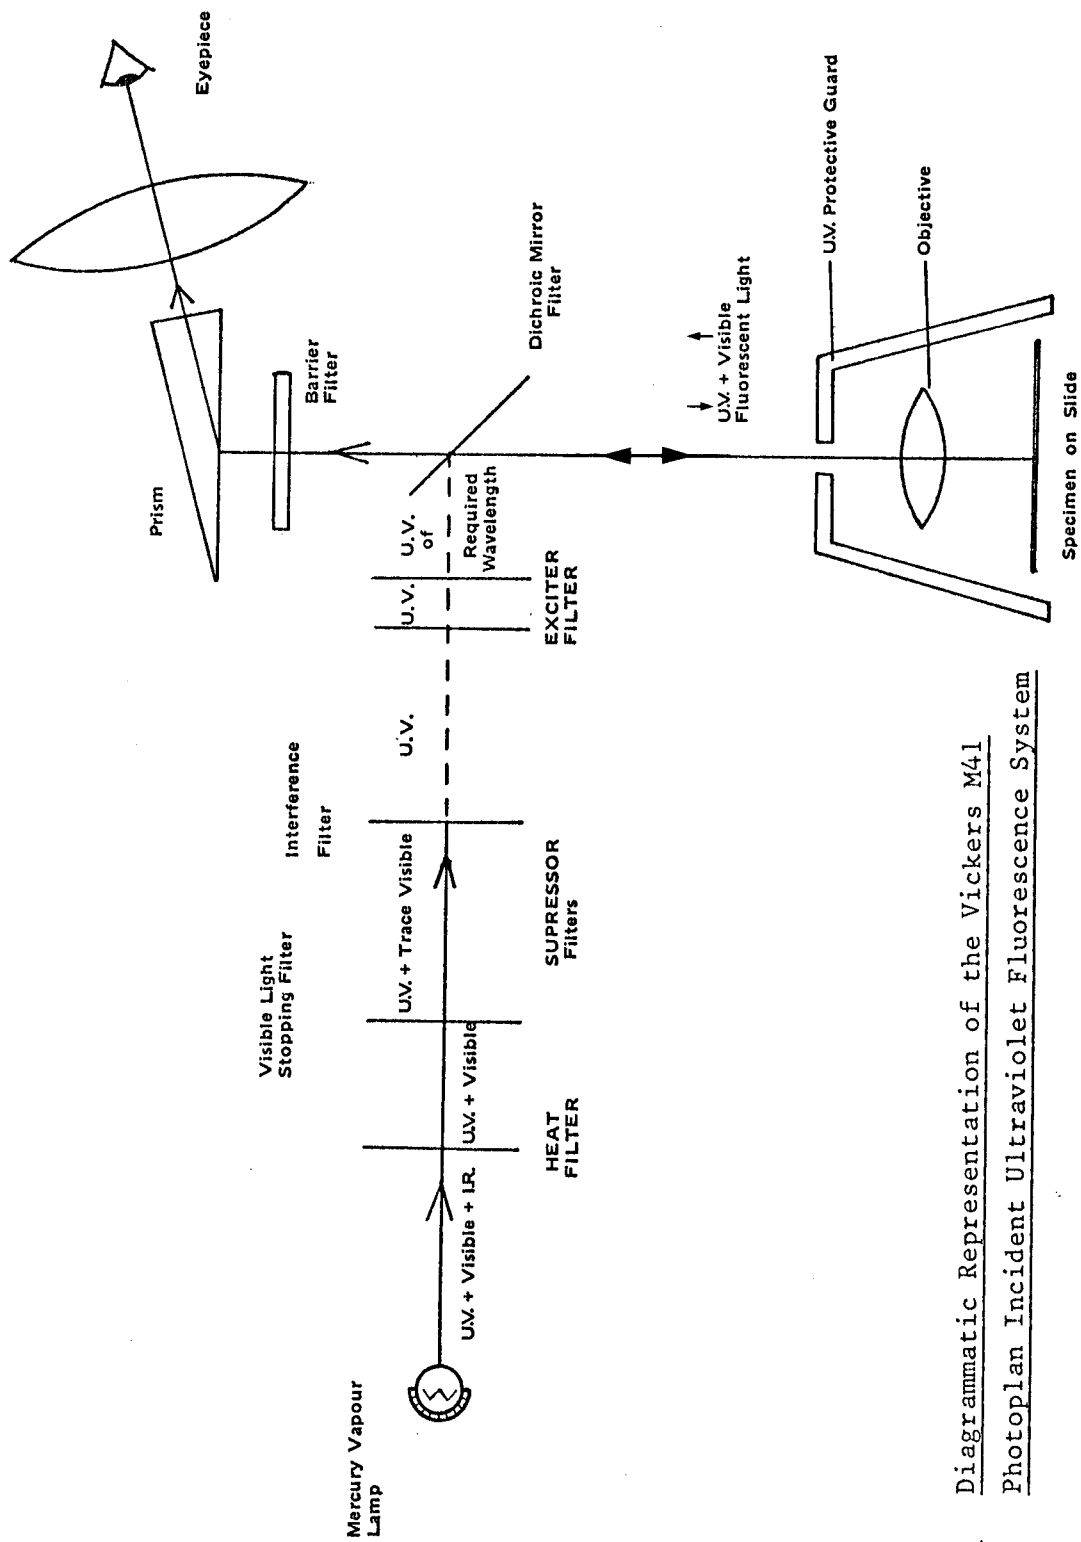 Eyepiece
Prism
Barrier
Filter
Dichroic Mirror
Filter
U.V. + Visible
Fluorescent Light
U.V. Protective Guard
Objective
Specimen on Slide
Mercury Vapour
Lamp
U.V. + Visible + I.R.
HEAT
FILTER
U.V. + Visible
Visible Light
Stopping Filter
U.V. + Trace Visible
SUPRESSOR
Filters
Interference
Filter
U.V.
U.V.
EXCITER
FILTER
U.V.
of
Required
Wavelength
Diagrammatic Representation of the Vickers M41
Photoplan Incident Ultraviolet Fluorescence System